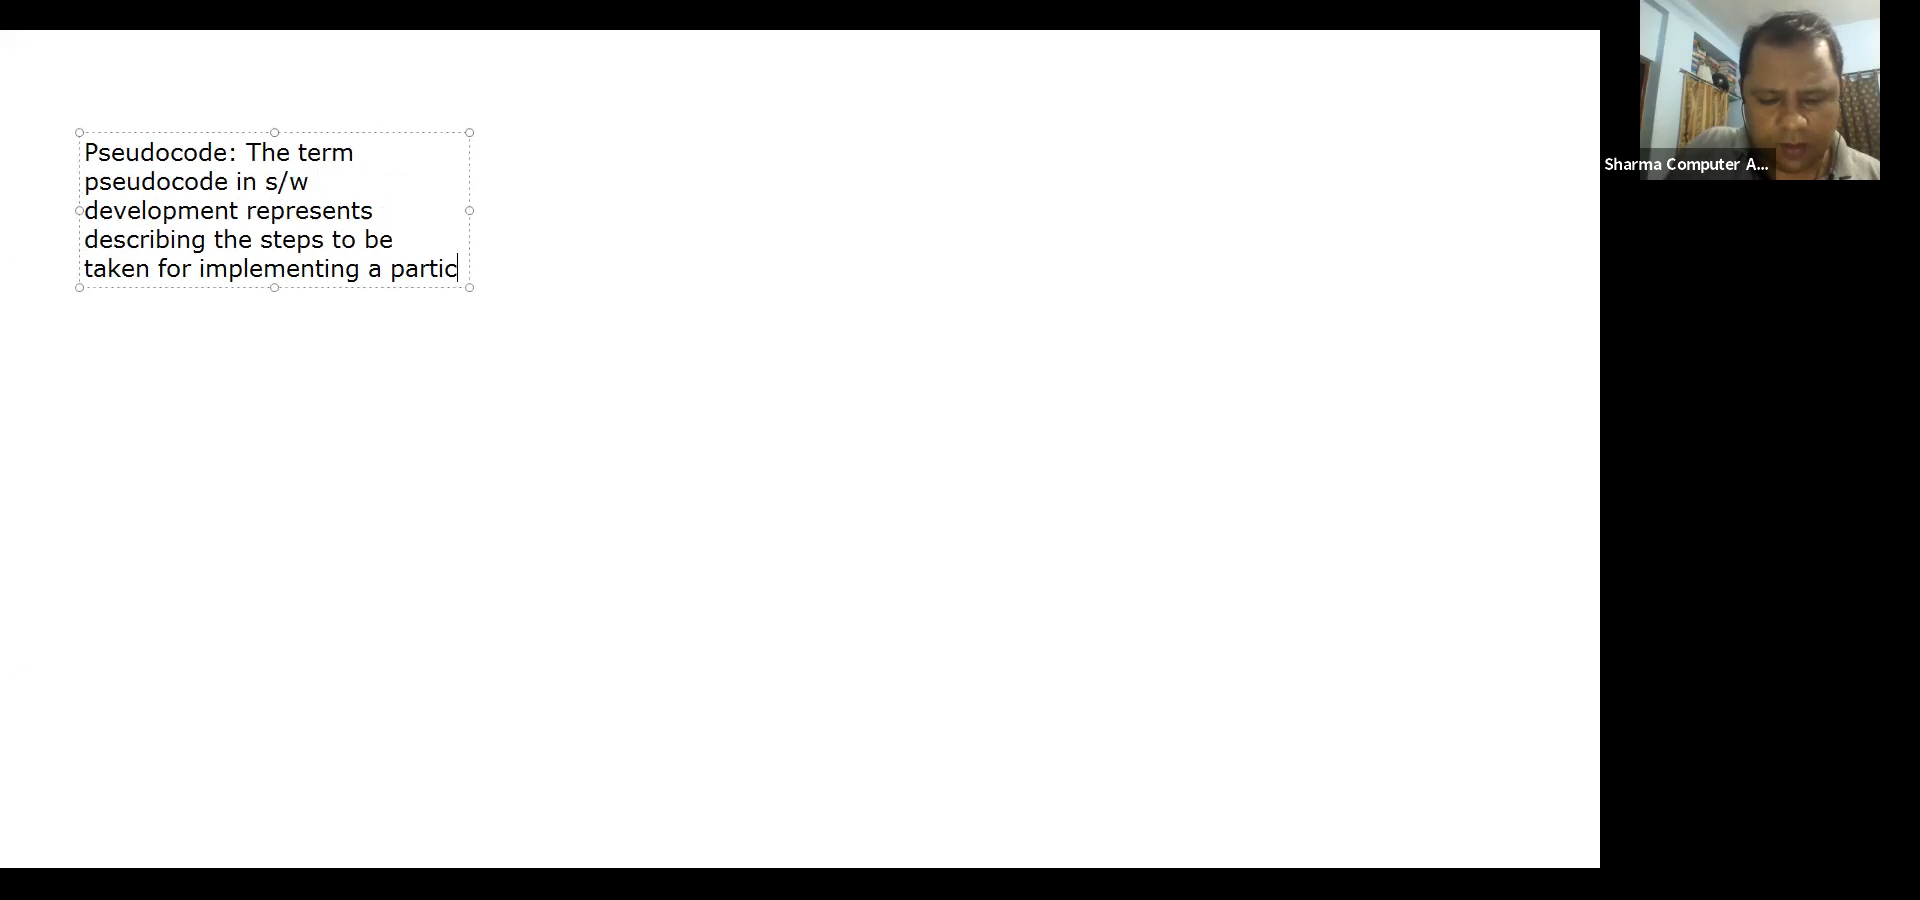 Pseudocode: The term
pseudocode in s/w
development represents
describing the steps to be
taken for implementing a partic
Sharma Computer A...